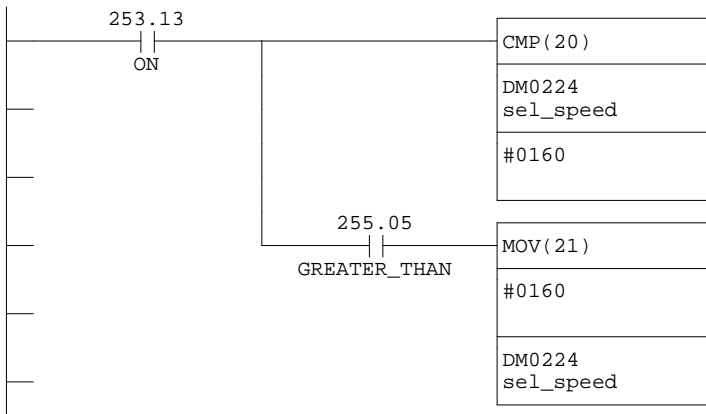 253.13
ON
CMP(20)
DM0224
sel_speed
#0160
255.05
GREATER_THAN
MOV(21)
#0160
DM0224
sel_speed